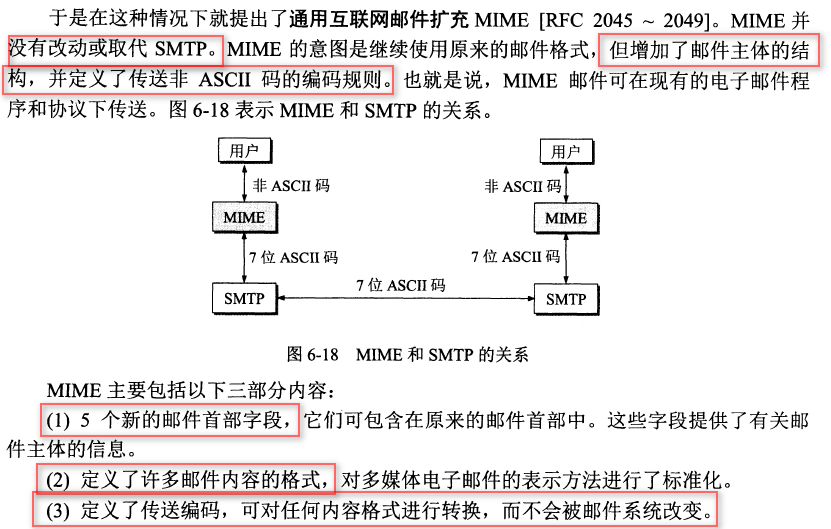 于是在这种情况下就提出了通用互联网邮件扩充 MIME [RFC 2045 ~ 2049]。MIME 并
没有改动或取代 SMTP。MIME 的意图是继续使用原来的邮件格式，但增加了邮件主体的结
构，并定义了传送非 ASCII 码的编码规则。也就是说，MIME 邮件可在现有的电子邮件程
序和协议下传送。图 6-18 表示 MIME 和 SMTP 的关系。
用户 用户
非 ASCII 码 非 ASCII 码
MIME MIME
7 位 ASCII 码 7 位 ASCII 码
7 位 ASCII 码
SMTP SMTP
图 6-18 MIME 和 SMTP 的关系
MIME 主要包括以下三部分内容：
(1) 5 个新的邮件首部字段，它们可包含在原来的邮件首部中。这些字段提供了有关邮
件主体的信息。
(2) 定义了许多邮件内容的格式，对多媒体电子邮件的表示方法进行了标准化。
(3) 定义了传送编码，可对任何内容格式进行转换，而不会被邮件系统改变。